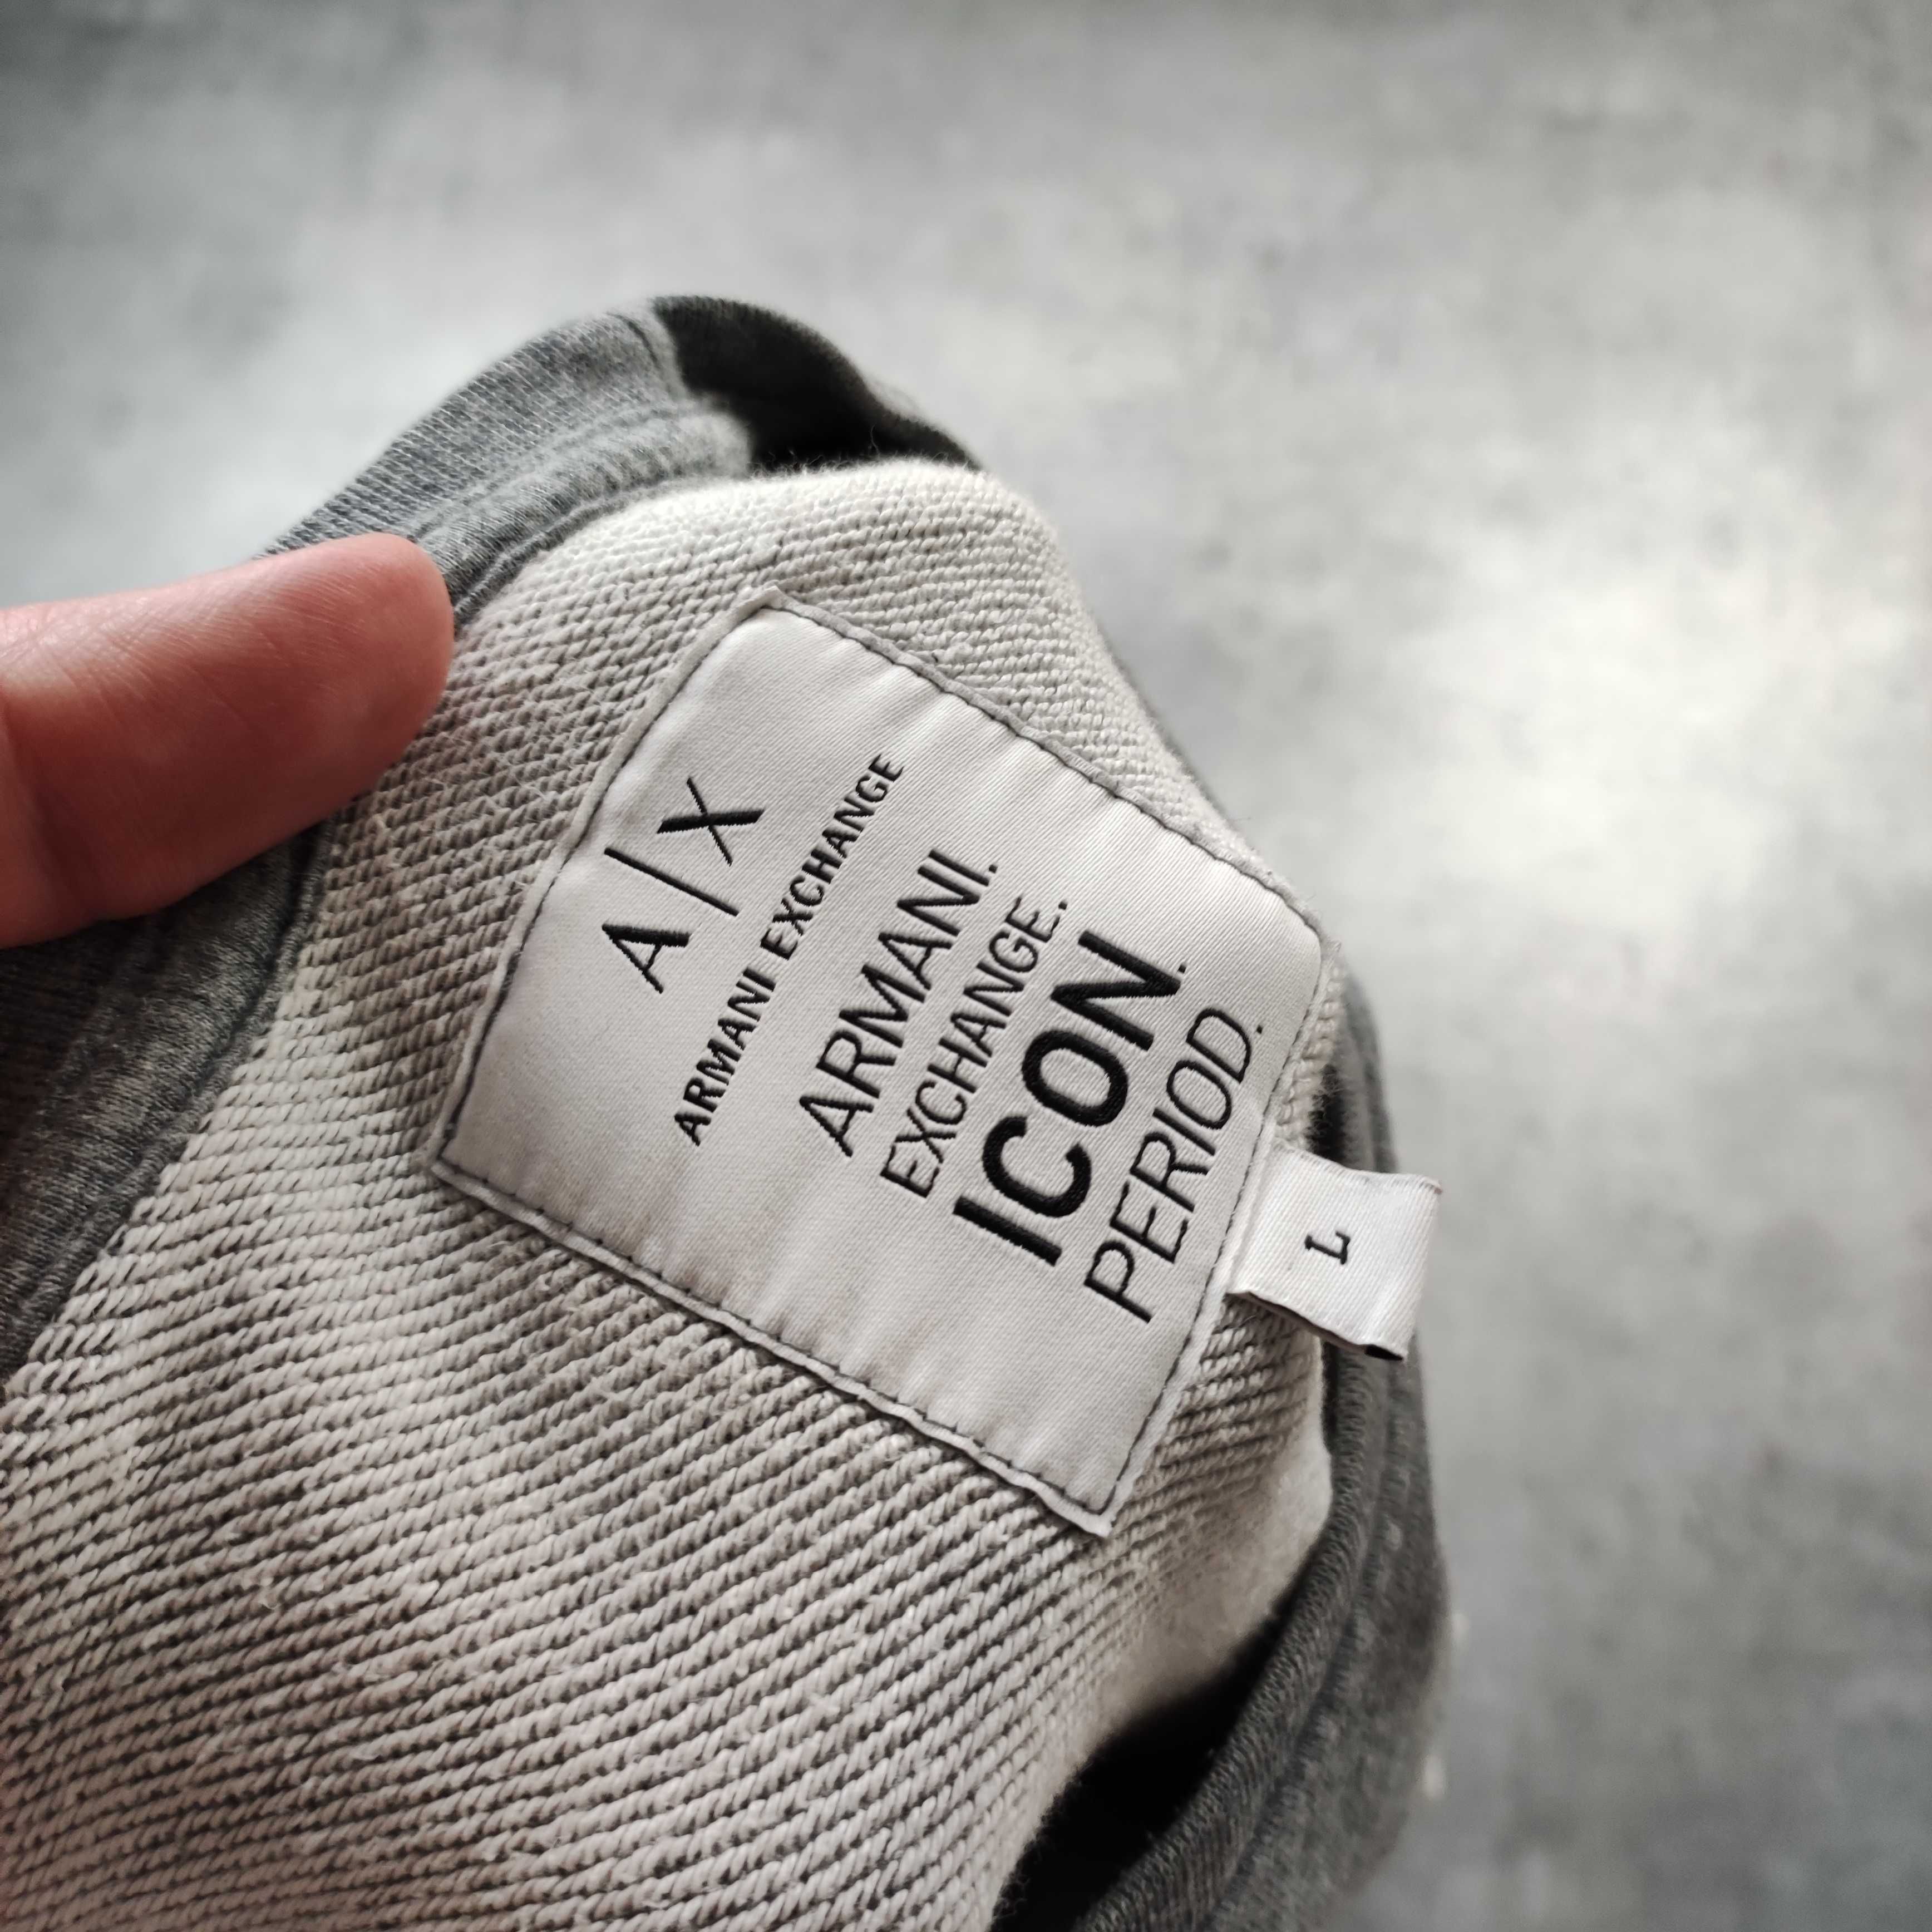 A|X
ARMANI EXCHANGE
ARMANI.
EXCHANGE.
ICON.
PERIOD.
L